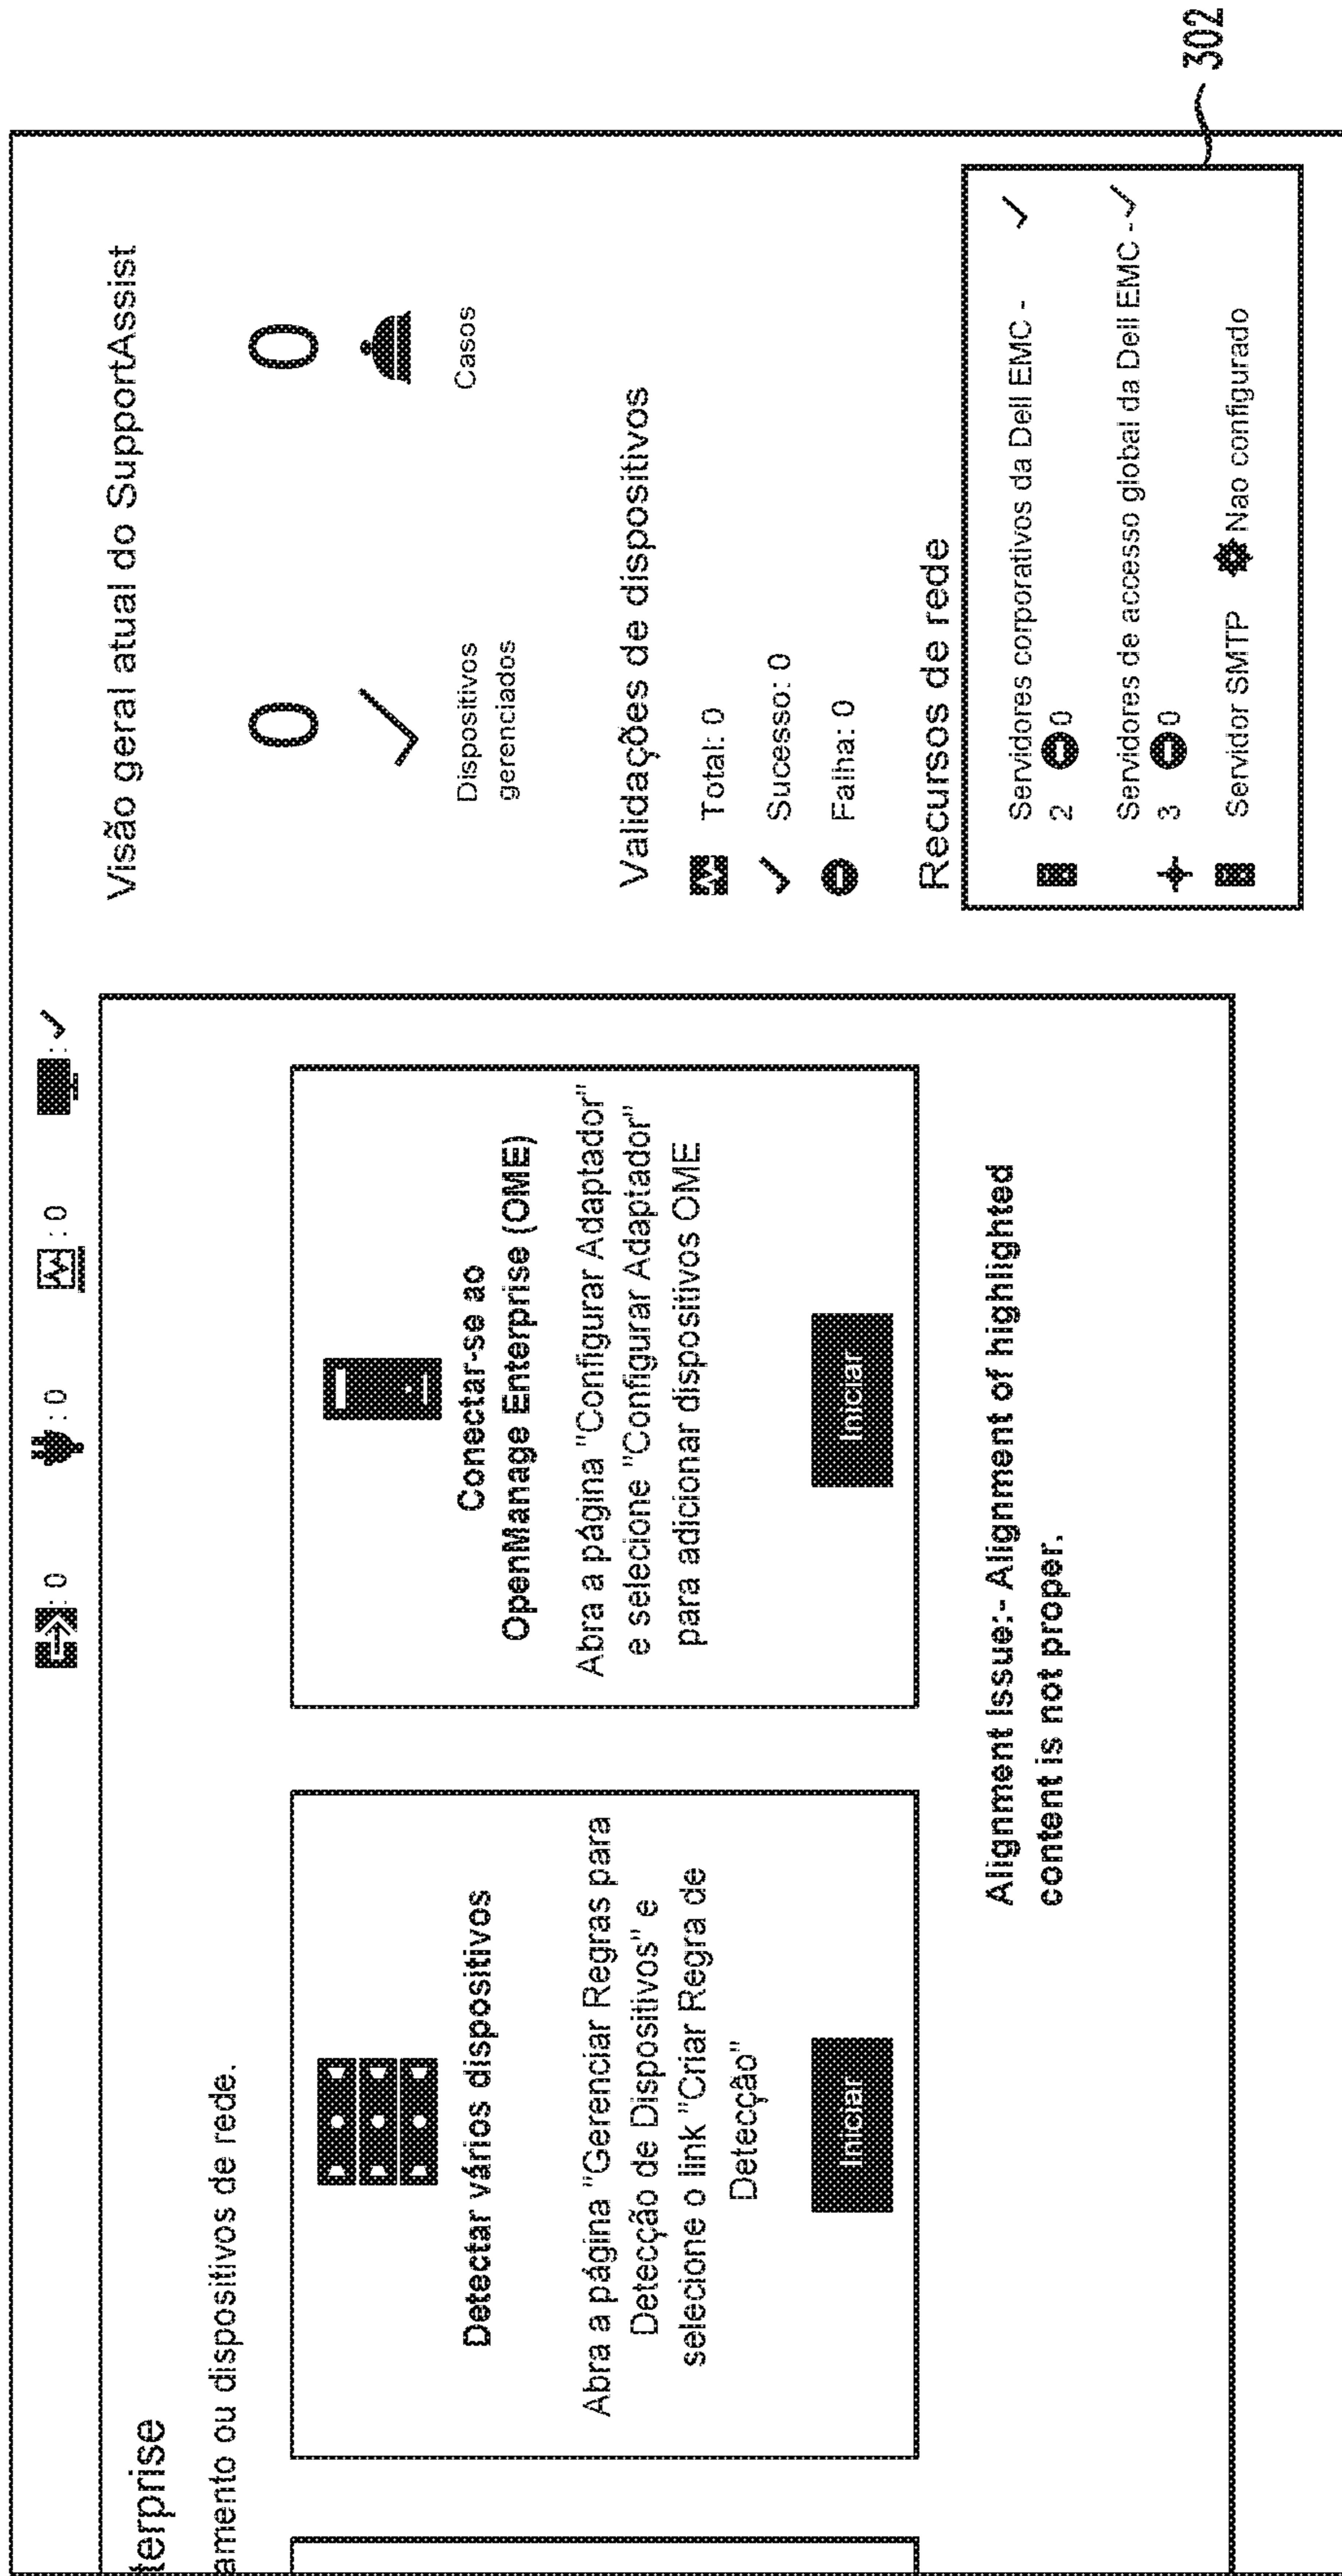 : 0
: 0
: 0
:
terprise
amento ou dispositivos de rede.
Detectar vários dispositivos
Abra a página "Gerenciar Regras para
Detecção de Dispositivos" e
selecione o link "Criar Regra de
Detecção"
Iniciar
Conectar-se ao
OpenManage Enterprise (OME)
Abra a página "Configurar Adaptador"
e selecione "Configurar Adaptador"
para adicionar dispositivos OME
Iniciar
Alignment Issue:- Alignment of highlighted
content is not proper.
Visão geral atual do SupportAssist
0
0
Dispositivos
gerenciados
Casos
Validações de dispositivos
Total: 0
Sucesso: 0
Falha: 0
Recursos de rede
Servidores corporativos da Dell EMC -
2 0
Servidores de accesso global da Dell EMC -
3 0
Servidor SMTP Nao configurado
302